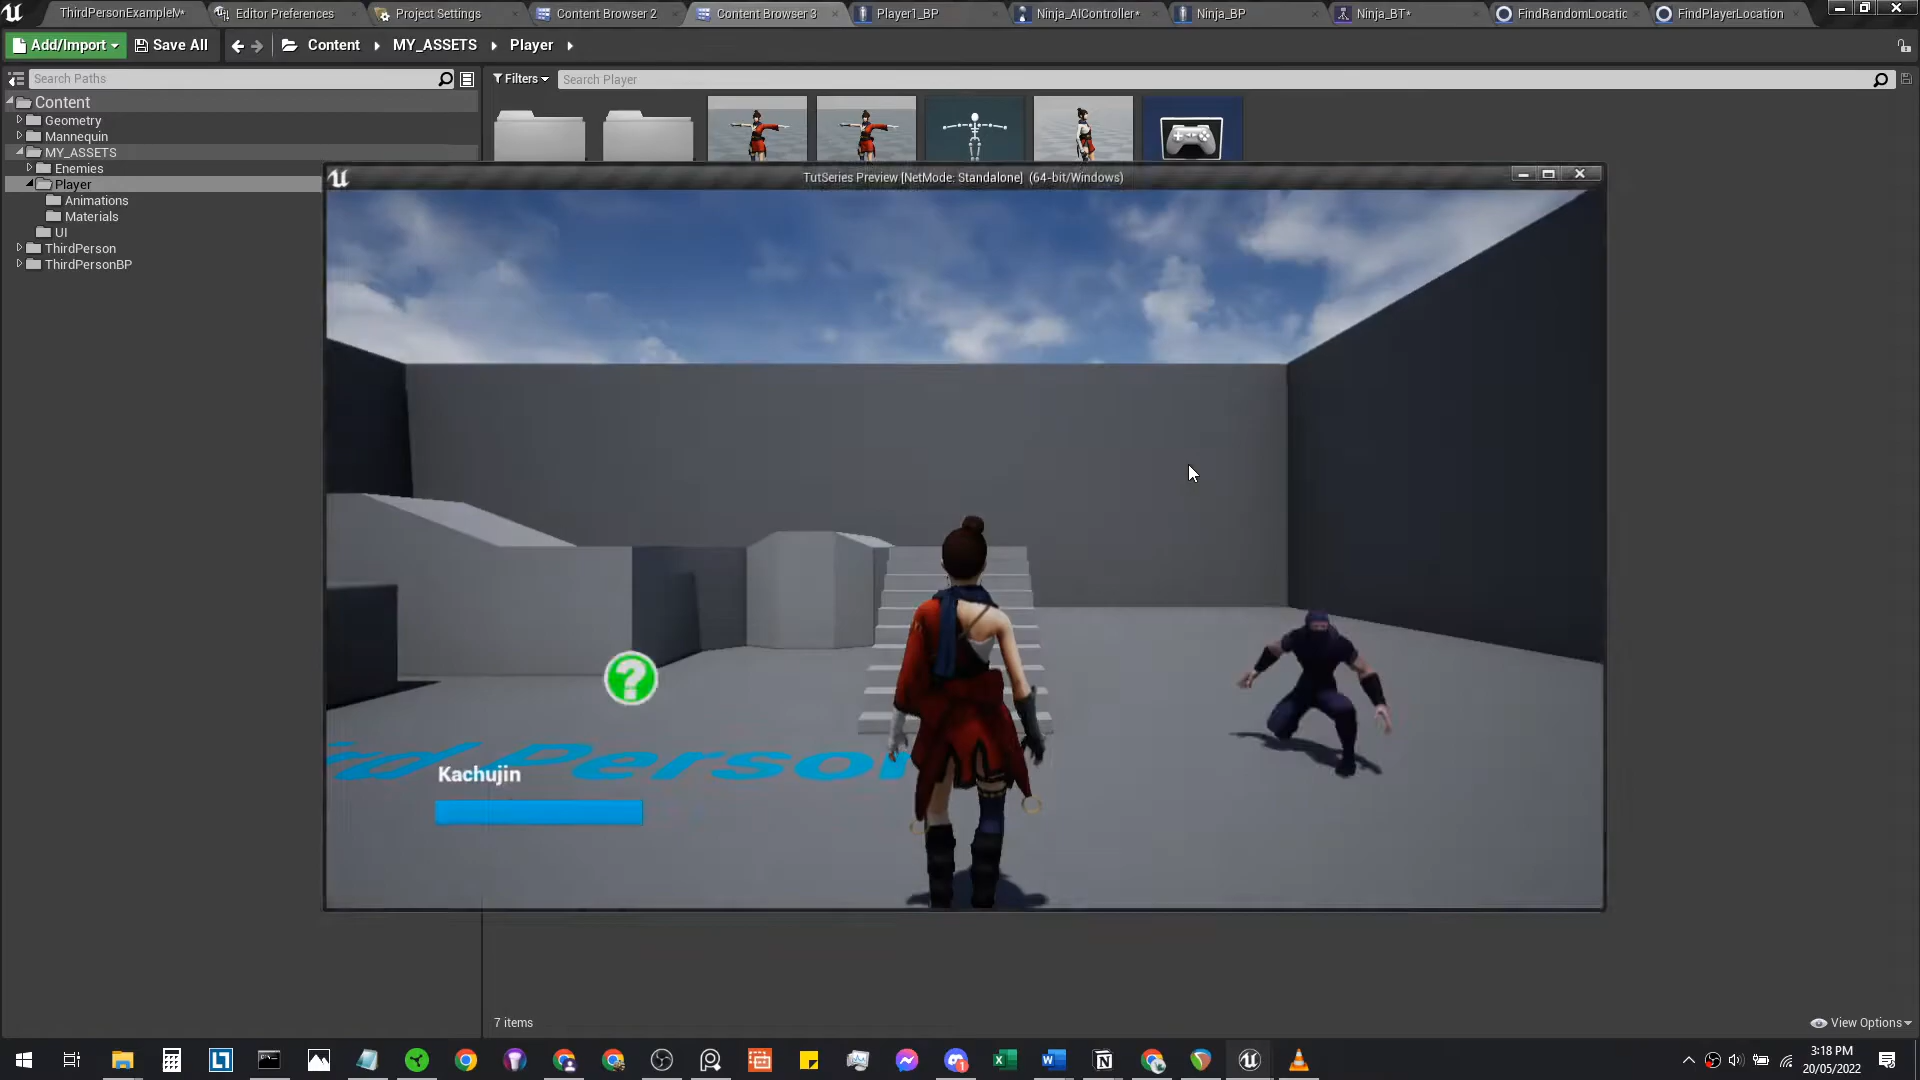 ThirdPersonExampleM*
Editor Preferences
Project Settings
Content Browser 2
Content Browser 3
Player1_BP
Ninja_AIController*
Ninja_BP
Ninja_BT*
FindRandomLocatic
FindPlayerLocation
Add/Import
Save All
Content
MY_ASSETS
Player
Search Paths
Filters
Search Player
Content
Geometry
Mannequin
MY_ASSETS
Enemies
Player
Animations
Materials
UI
ThirdPerson
ThirdPersonBP
TutSeries Preview [NetMode: Standalone] (64-bit/Windows)
ird Person
Kachujin
7 items
View Options
3:18 PM
20/05/2022